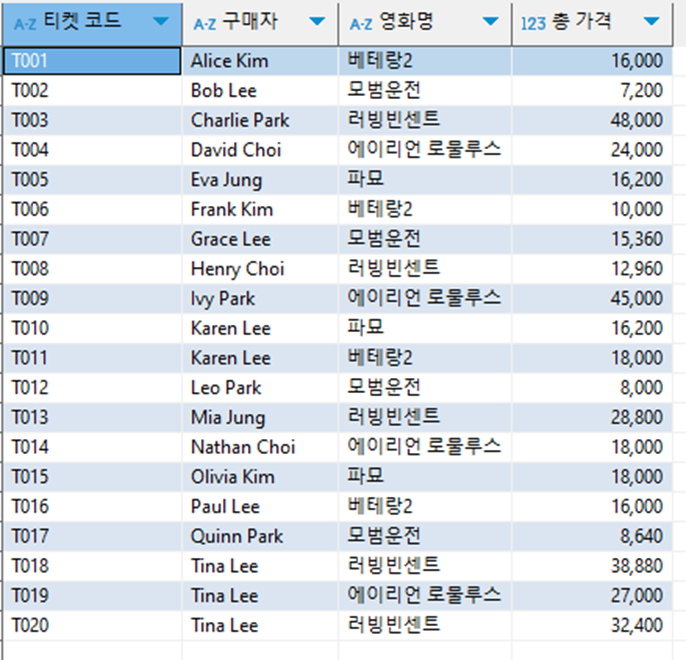 A-Z 티켓 코드 A-Z 구매자 A-Z 영화명 123 총 가격
T001 Alice Kim 베테랑2 16,000
T002 Bob Lee 모범운전 7,200
T003 Charlie Park 러빙빈센트 48,000
T004 David Choi 에이리언 로물루스 24,000
T005 Eva Jung 파묘 16,200
T006 Frank Kim 베테랑2 10,000
T007 Grace Lee 모범운전 15,360
T008 Henry Choi 러빙빈센트 12,960
T009 Ivy Park 에이리언 로물루스 45,000
T010 Karen Lee 파묘 16,200
T011 Karen Lee 베테랑2 18,000
T012 Leo Park 모범운전 8,000
T013 Mia Jung 러빙빈센트 28,800
T014 Nathan Choi 에이리언 로물루스 18,000
T015 Olivia Kim 파묘 18,000
T016 Paul Lee 베테랑2 16,000
T017 Quinn Park 모범운전 8,640
T018 Tina Lee 러빙빈센트 38,880
T019 Tina Lee 에이리언 로물루스 27,000
T020 Tina Lee 러빙빈센트 32,400